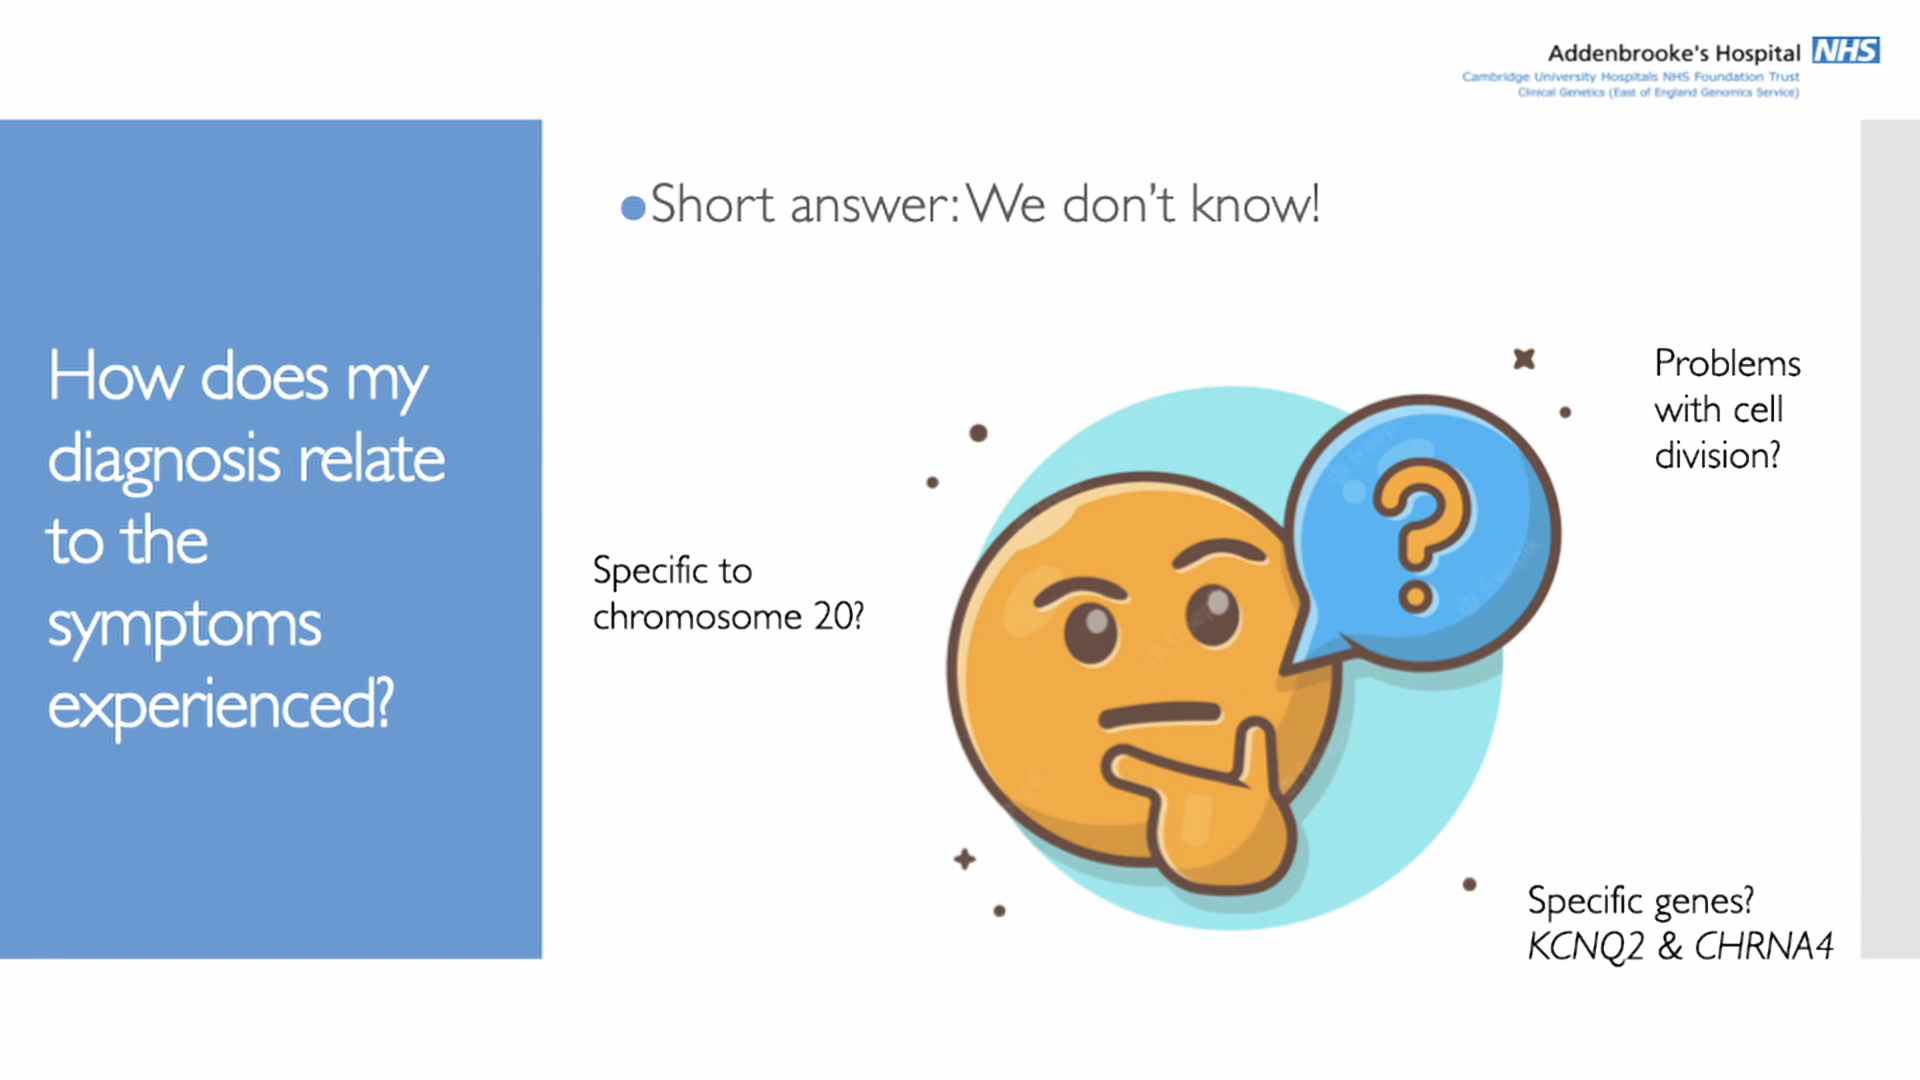 Addenbrooke's Hospital NHS
Cambridge University Hospitals NHS Foundation Trust
Clinical Genetics (East of England Genomics Service)
How does my
diagnosis relate
to the
symptoms
experienced?
•Short answer: We don't know!
Problems
with cell
division?
Specific to
chromosome 20?
Specific genes?
KCNQ2 & CHRNA4